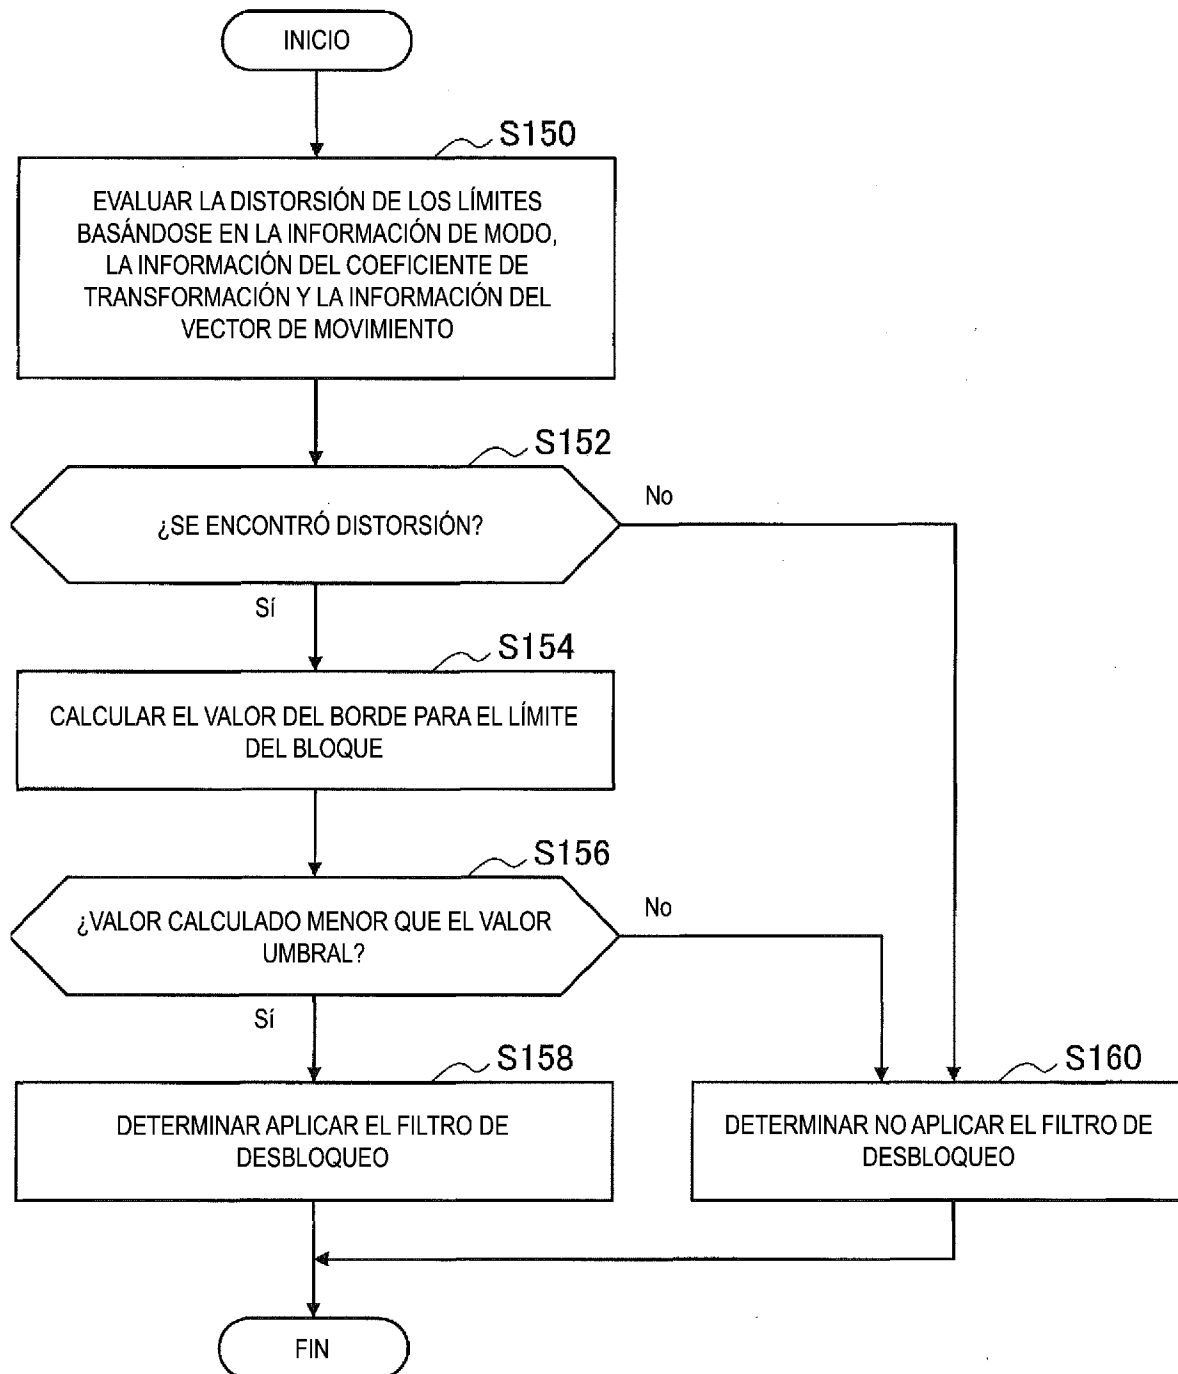 INICIO
S150
EVALUAR LA DISTORSIÓN DE LOS LÍMITES
BASÁNDOSE EN LA INFORMACIÓN DE MODO,
LA INFORMACIÓN DEL COEFICIENTE DE
TRANSFORMACIÓN Y LA INFORMACIÓN DEL
VECTOR DE MOVIMIENTO
S152
¿SE ENCONTRÓ DISTORSIÓN?
No
Sí
S154
CALCULAR EL VALOR DEL BORDE PARA EL LÍMITE
DEL BLOQUE
S156
¿VALOR CALCULADO MENOR QUE EL VALOR
UMBRAL?
No
Sí
S158
DETERMINAR APLICAR EL FILTRO DE
DESBLOQUEO
S160
DETERMINAR NO APLICAR EL FILTRO DE
DESBLOQUEO
FIN